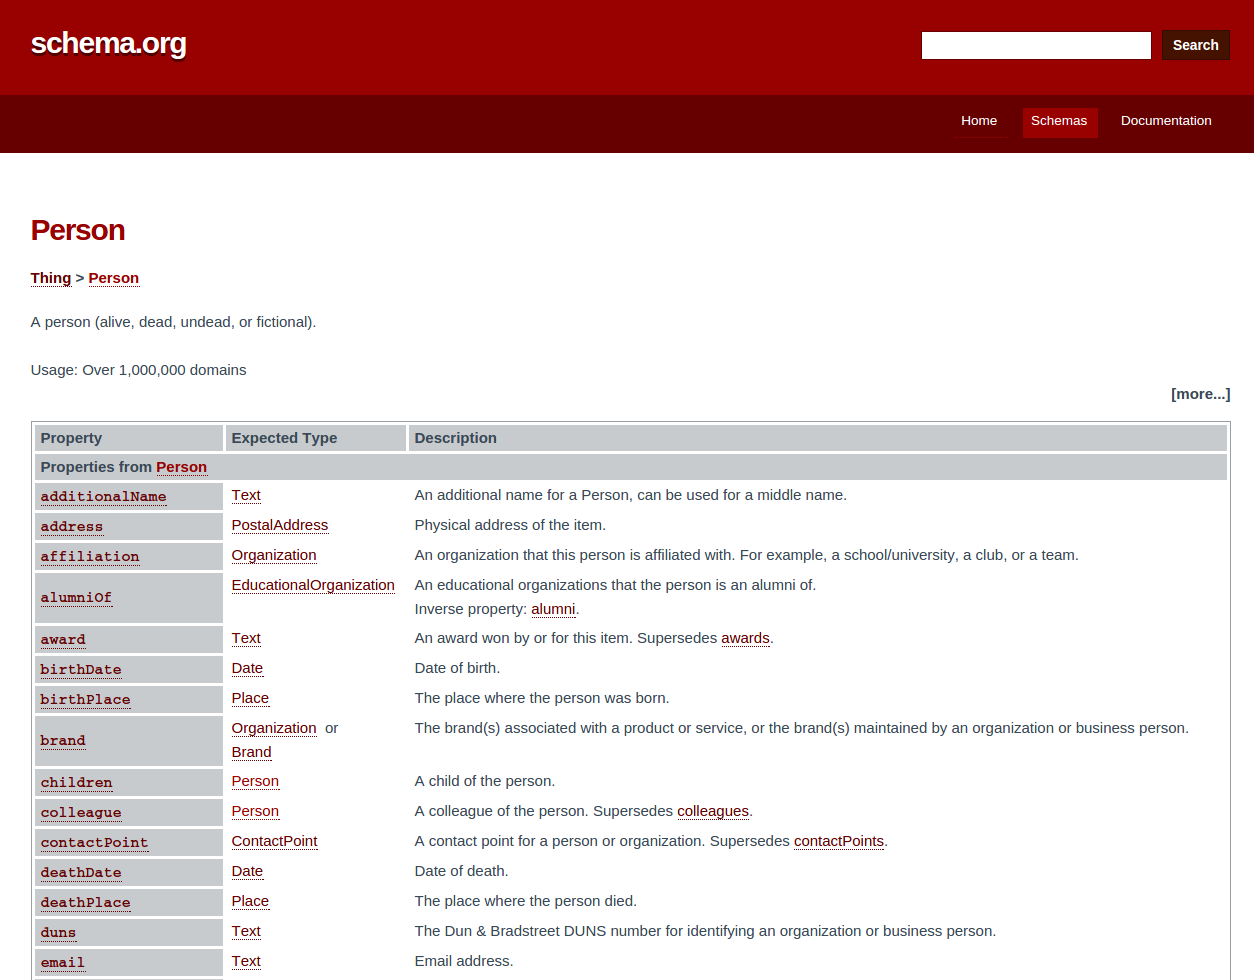 schema.org
Search
Home Schemas Documentation
Person
Thing > Person
A person (alive, dead, undead, or fictional).
Usage: Over 1,000,000 domains
[more...]
Property Expected Type Description
Properties from Person
additionalName Text An additional name for a Person, can be used for a middle name.
address PostalAddress Physical address of the item.
affiliation Organization An organization that this person is affiliated with. For example, a school/university, a club, or a team.
alumniOf EducationalOrganization An educational organizations that the person is an alumni of.
Inverse property: alumni.
award Text An award won by or for this item. Supersedes awards.
birthDate Date Date of birth.
birthPlace Place The place where the person was born.
brand Organization or The brand(s) associated with a product or service, or the brand(s) maintained by an organization or business person.
Brand
children Person A child of the person.
colleague Person A colleague of the person. Supersedes colleagues.
contactPoint ContactPoint A contact point for a person or organization. Supersedes contactPoints.
deathDate Date Date of death.
deathPlace Place The place where the person died.
duns Text The Dun & Bradstreet DUNS number for identifying an organization or business person.
email Text Email address.